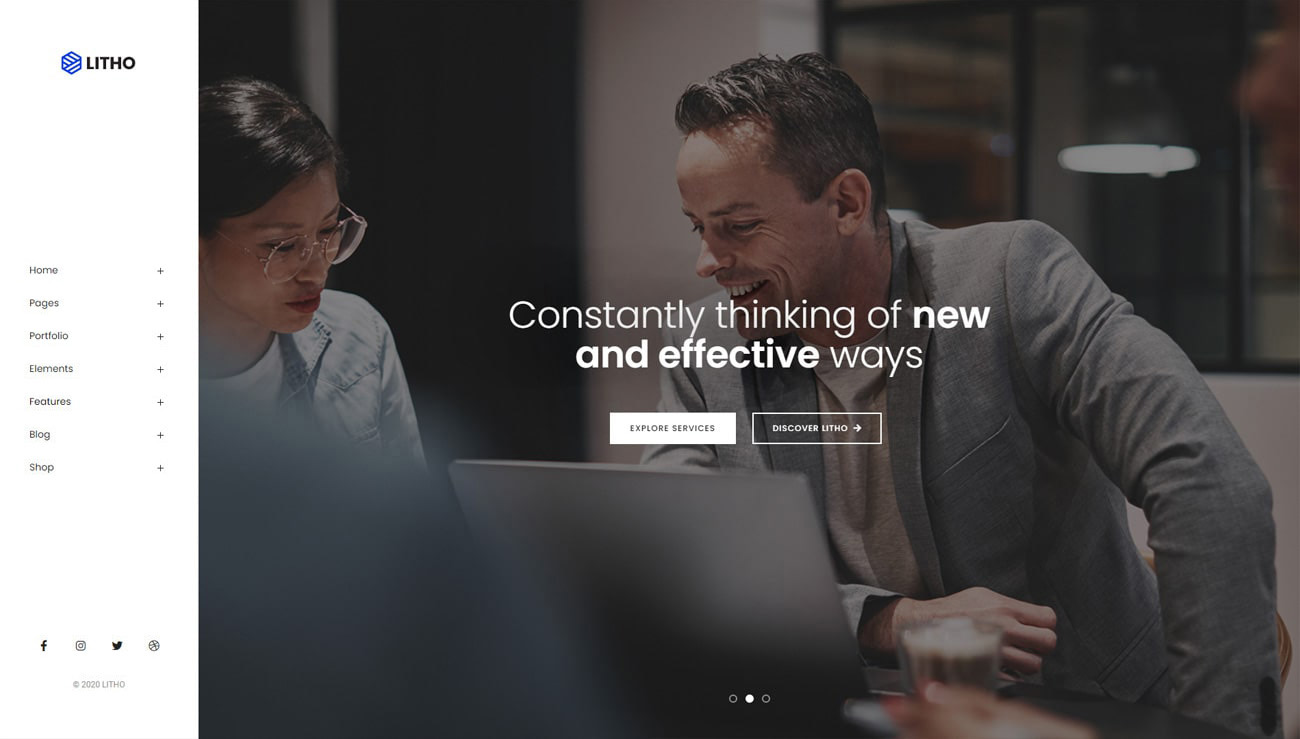 LITHO
Home
Pages
Portfolio
Elements
Features
Blog
Shop
© 2020 LITHO
Constantly thinking of new
and effective ways
EXPLORE SERVICES
DISCOVER LITHO